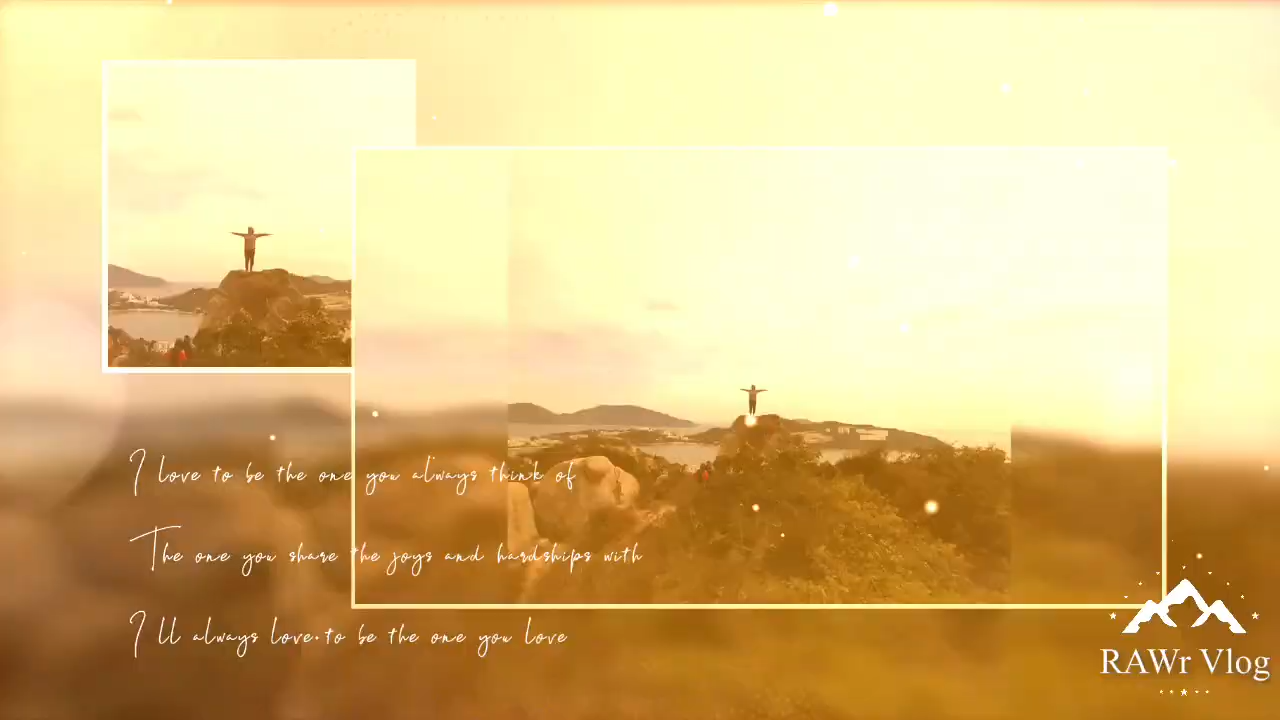 I love to be the one you always think of
The one you share the joys and hardships with
I ll always love to be the one you love
RAWr Vlog